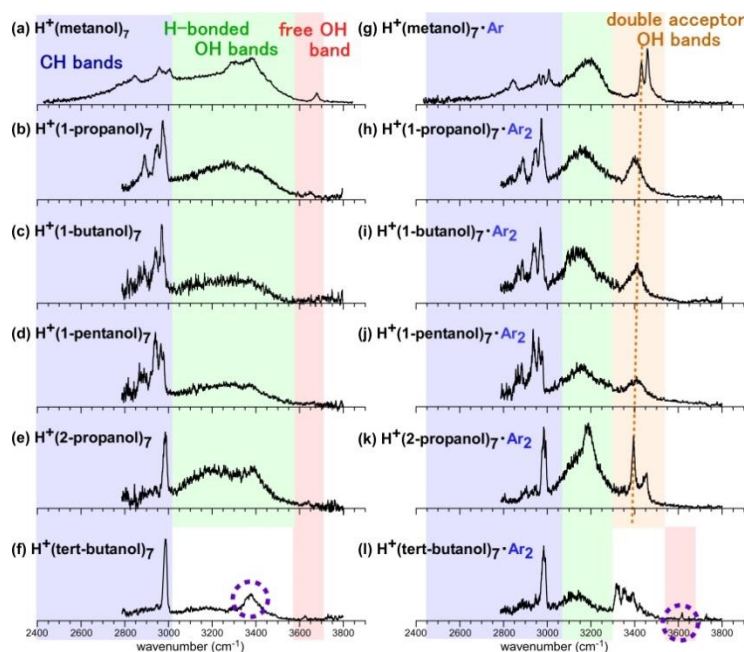 (a) H⁺(metanol)₇
H-bonded
OH bands
free OH
band
CH bands
(b) H⁺(1-propanol)₇
(c) H⁺(1-butanol)₇
(d) H⁺(1-pentanol)₇
(e) H⁺(2-propanol)₇
(f) H⁺(tert-butanol)₇
2400 2600 2800 3000 3200 3400 3600 3800
wavenumber (cm⁻¹)
(g) H⁺(metanol)₇・Ar
double acceptor
OH bands
(h) H⁺(1-propanol)₇・Ar₂
(i) H⁺(1-butanol)₇・Ar₂
(j) H⁺(1-pentanol)₇・Ar₂
(k) H⁺(2-propanol)₇・Ar₂
(l) H⁺(tert-butanol)₇・Ar₂
2400 2600 2800 3000 3200 3400 3600 3800
wavenumber (cm⁻¹)